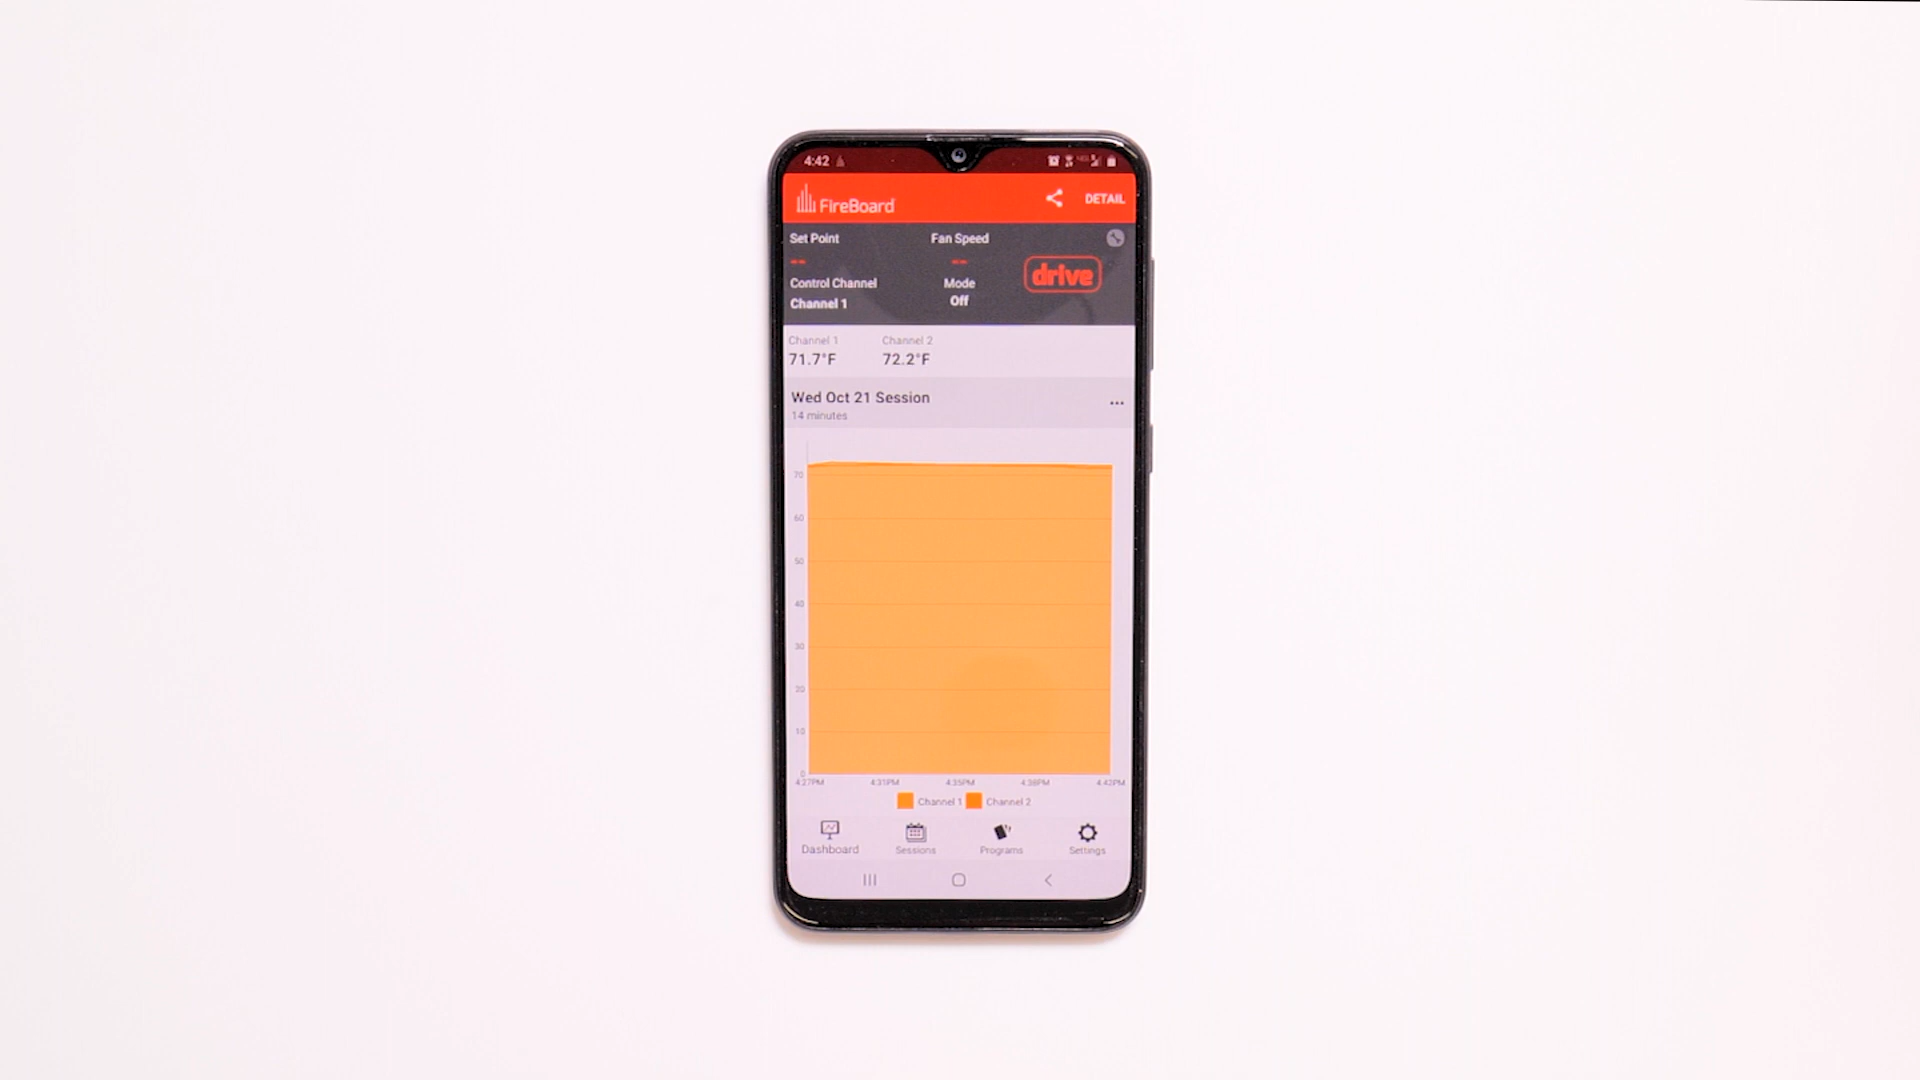 4:42
FireBoard
DETAIL
Set Point
Fan Speed
--
--
drive
Control Channel
Mode
Channel 1
Off
Channel 1
Channel 2
71.7°F
72.2°F
Wed Oct 21 Session
14 minutes
70
60
50
40
30
20
10
0
4:27PM 4:31PM 4:35PM 4:38PM 4:42PM
Channel 1 Channel 2
Dashboard Sessions Programs Settings